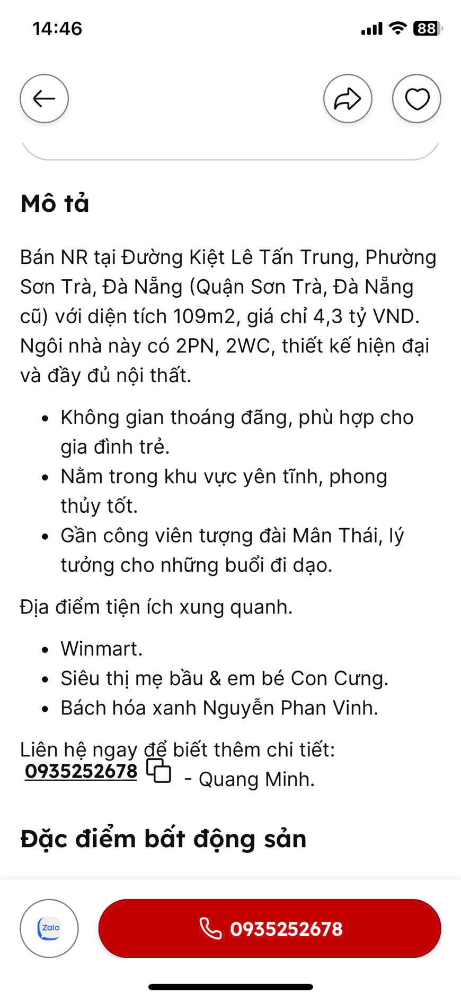 14:46
88
Mô tả
Bán NR tại Đường Kiệt Lê Tấn Trung, Phường
Sơn Trà, Đà Nẵng (Quận Sơn Trà, Đà Nẵng
cũ) với diện tích 109m2, giá chỉ 4,3 tỷ VND.
Ngôi nhà này có 2PN, 2WC, thiết kế hiện đại
và đầy đủ nội thất.
• Không gian thoáng đãng, phù hợp cho
gia đình trẻ.
• Nằm trong khu vực yên tĩnh, phong
thủy tốt.
• Gần công viên tượng đài Mân Thái, lý
tưởng cho những buổi đi dạo.
Địa điểm tiện ích xung quanh.
• Winmart.
• Siêu thị mẹ bầu & em bé Con Cưng.
• Bách hóa xanh Nguyễn Phan Vinh.
Liên hệ ngay để biết thêm chi tiết:
0935252678 - Quang Minh.
Đặc điểm bất động sản
Zalo
0935252678